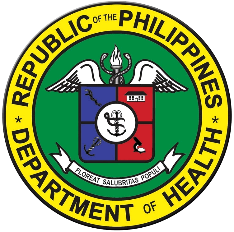 REPUBLIC OF THE PHILIPPINES
FLOREAT SALUBRITAS POPULI
DEPARTMENT OF HEALTH